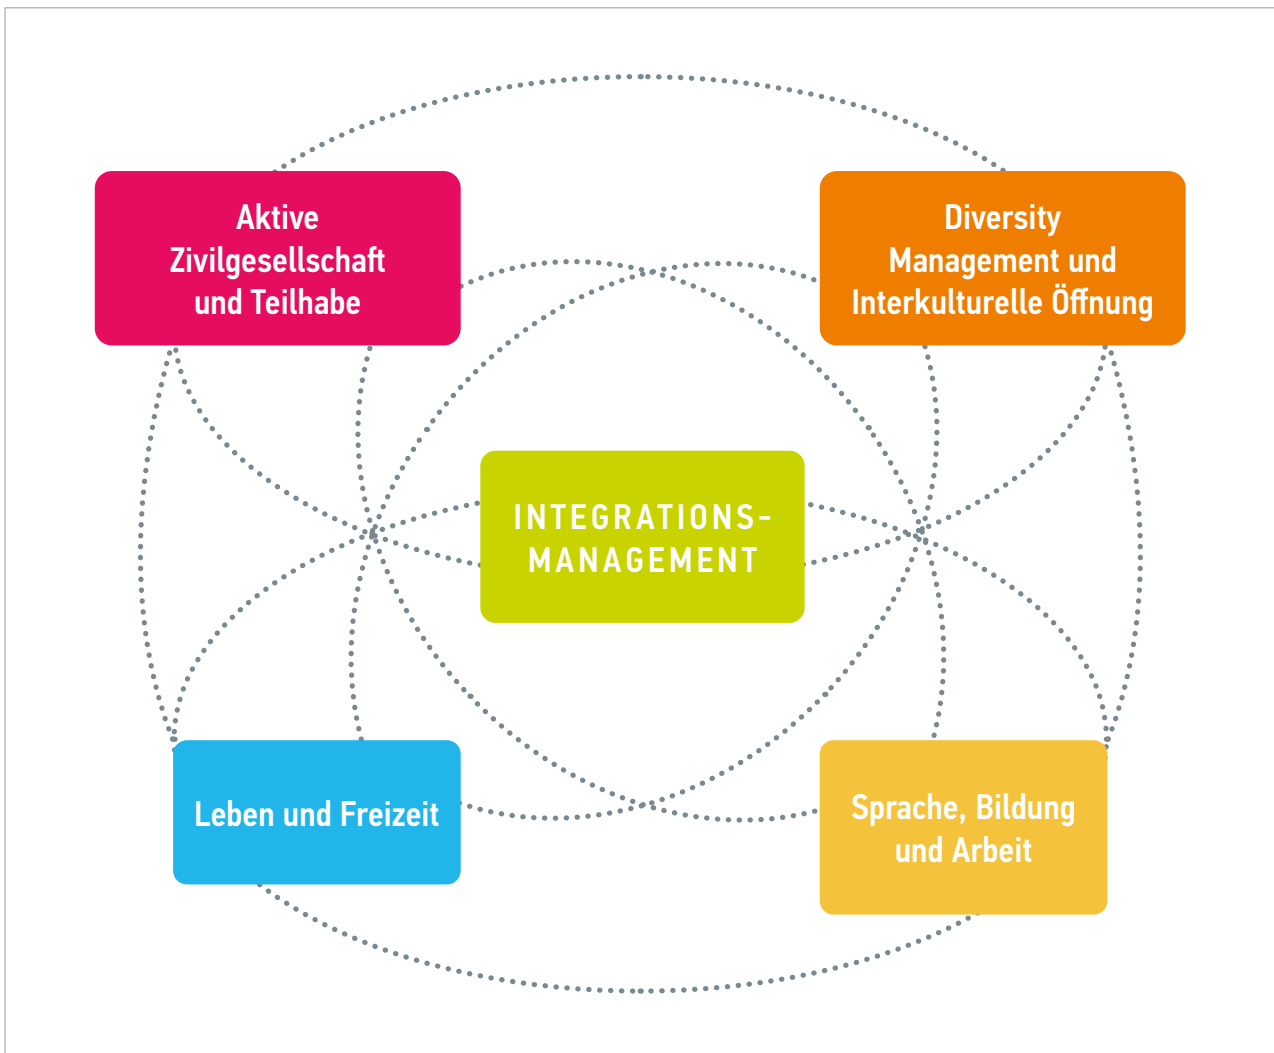 Aktive
Zivilgesellschaft
und Teilhabe
Diversity
Management und
Interkulturelle Öffnung
INTEGRATIONS-
MANAGEMENT
Leben und Freizeit
Sprache, Bildung
und Arbeit